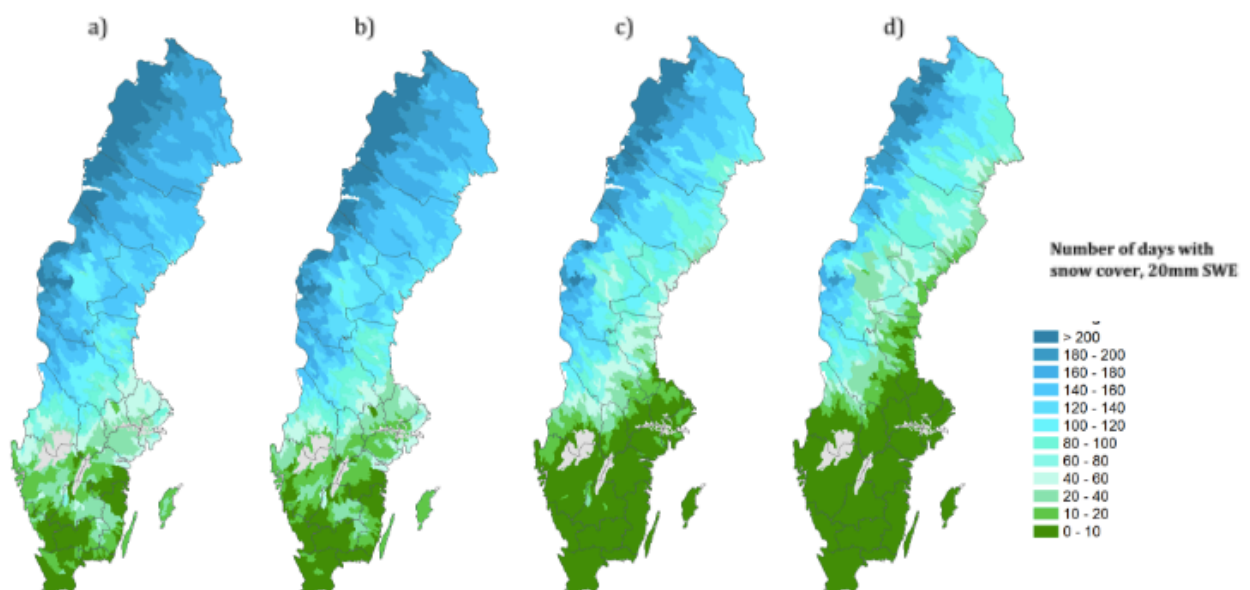 a)
b)
c)
d)
Number of days with
snow cover, 20mm SWE
> 200
180 - 200
160 - 180
140 - 160
120 - 140
100 - 120
80 - 100
60 - 80
40 - 60
20 - 40
10 - 20
0 - 10